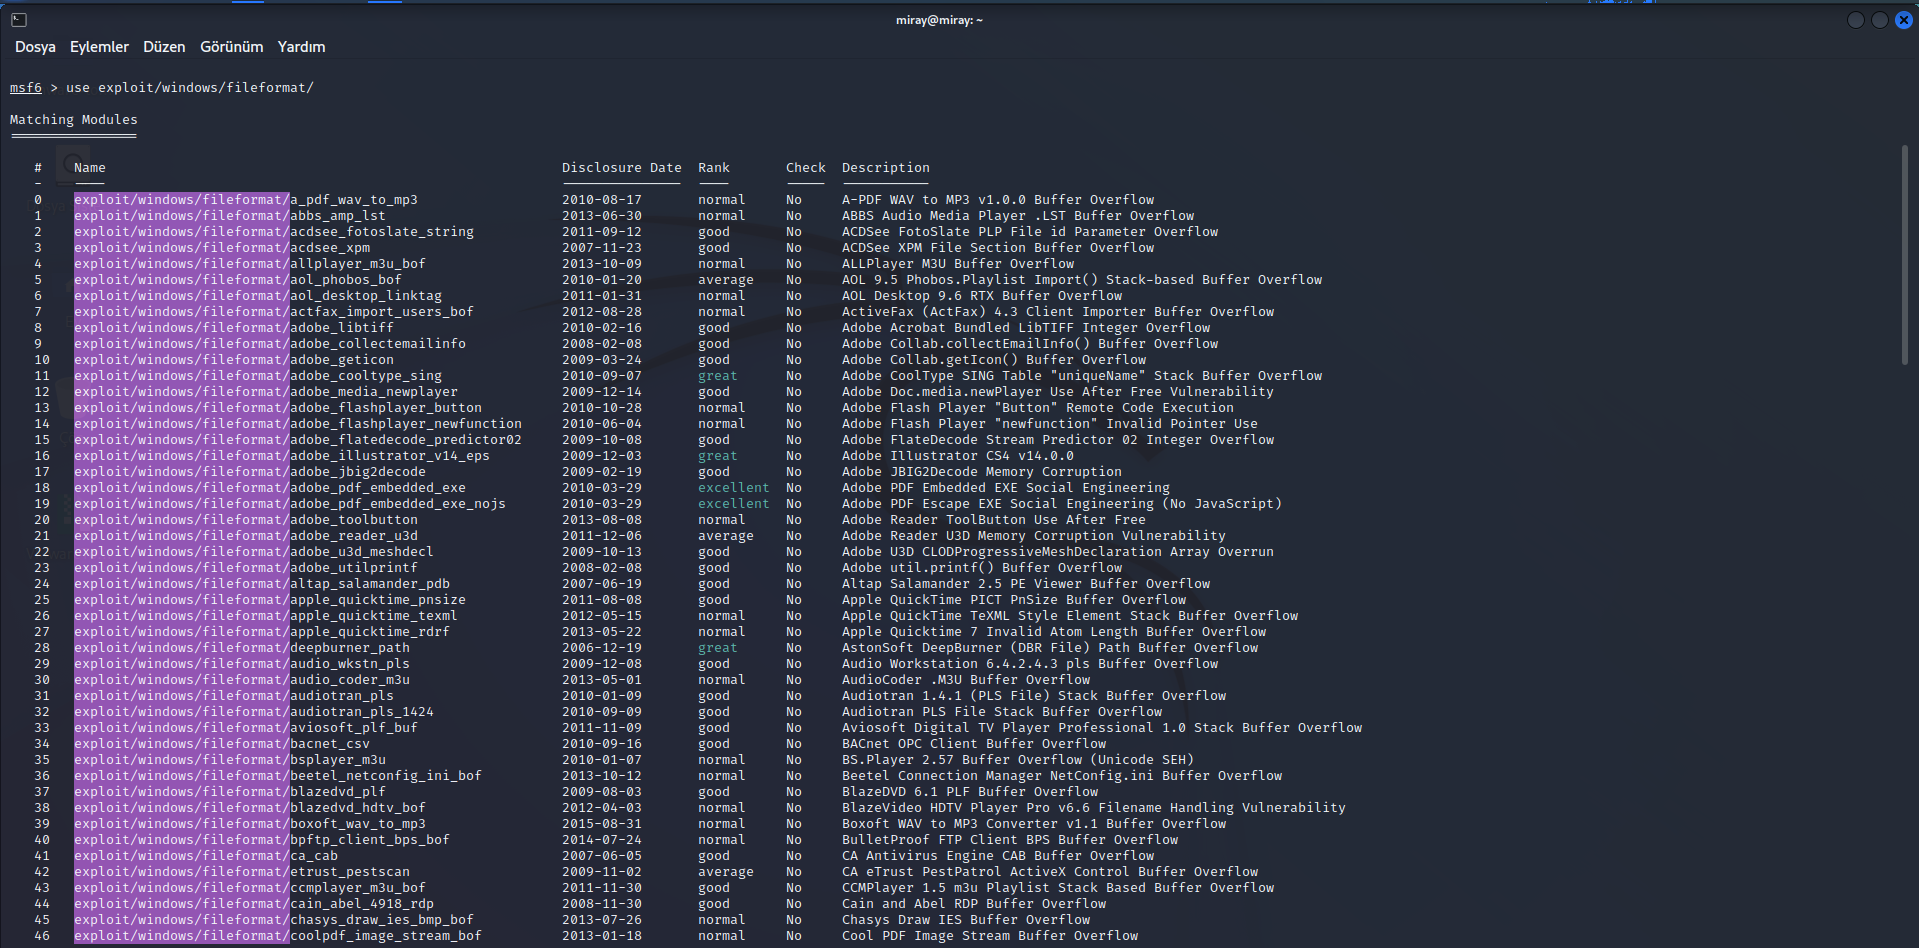 miray@miray: ~
Dosya Eylemler Düzen Görünüm Yardım
msf6 > use exploit/windows/fileformat/
Matching Modules
================
# Name Disclosure Date Rank Check Description
- ---- --------------- ---- ----- -----------
0 exploit/windows/fileformat/a_pdf_wav_to_mp3 2010-08-17 normal No A-PDF WAV to MP3 v1.0.0 Buffer Overflow
1 exploit/windows/fileformat/abbs_amp_lst 2013-06-30 normal No ABBS Audio Media Player .LST Buffer Overflow
2 exploit/windows/fileformat/acdsee_fotoslate_string 2011-09-12 good No ACDSee FotoSlate PLP File id Parameter Overflow
3 exploit/windows/fileformat/acdsee_xpm 2007-11-23 good No ACDSee XPM File Section Buffer Overflow
4 exploit/windows/fileformat/allplayer_m3u_bof 2013-10-09 normal No ALLPlayer M3U Buffer Overflow
5 exploit/windows/fileformat/aol_phobos_bof 2010-01-20 average No AOL 9.5 Phobos.Playlist Import() Stack-based Buffer Overflow
6 exploit/windows/fileformat/aol_desktop_linktag 2011-01-31 normal No AOL Desktop 9.6 RTX Buffer Overflow
7 exploit/windows/fileformat/actfax_import_users_bof 2012-08-28 normal No ActiveFax (ActFax) 4.3 Client Importer Buffer Overflow
8 exploit/windows/fileformat/adobe_libtiff 2010-02-16 good No Adobe Acrobat Bundled LibTIFF Integer Overflow
9 exploit/windows/fileformat/adobe_collectemailinfo 2008-02-08 good No Adobe Collab.collectEmailInfo() Buffer Overflow
10 exploit/windows/fileformat/adobe_geticon 2009-03-24 good No Adobe Collab.getIcon() Buffer Overflow
11 exploit/windows/fileformat/adobe_cooltype_sing 2010-09-07 great No Adobe CoolType SING Table "uniqueName" Stack Buffer Overflow
12 exploit/windows/fileformat/adobe_media_newplayer 2009-12-14 good No Adobe Doc.media.newPlayer Use After Free Vulnerability
13 exploit/windows/fileformat/adobe_flashplayer_button 2010-10-28 normal No Adobe Flash Player "Button" Remote Code Execution
14 exploit/windows/fileformat/adobe_flashplayer_newfunction 2010-06-04 normal No Adobe Flash Player "newfunction" Invalid Pointer Use
15 exploit/windows/fileformat/adobe_flatedecode_predictor02 2009-10-08 good No Adobe FlateDecode Stream Predictor 02 Integer Overflow
16 exploit/windows/fileformat/adobe_illustrator_v14_eps 2009-12-03 great No Adobe Illustrator CS4 v14.0.0
17 exploit/windows/fileformat/adobe_jbig2decode 2009-02-19 good No Adobe JBIG2Decode Memory Corruption
18 exploit/windows/fileformat/adobe_pdf_embedded_exe 2010-03-29 excellent No Adobe PDF Embedded EXE Social Engineering
19 exploit/windows/fileformat/adobe_pdf_embedded_exe_nojs 2010-03-29 excellent No Adobe PDF Escape EXE Social Engineering (No JavaScript)
20 exploit/windows/fileformat/adobe_toolbutton 2013-08-08 normal No Adobe Reader ToolButton Use After Free
21 exploit/windows/fileformat/adobe_reader_u3d 2011-12-06 average No Adobe Reader U3D Memory Corruption Vulnerability
22 exploit/windows/fileformat/adobe_u3d_meshdecl 2009-10-13 good No Adobe U3D CLODProgressiveMeshDeclaration Array Overrun
23 exploit/windows/fileformat/adobe_utilprintf 2008-02-08 good No Adobe util.printf() Buffer Overflow
24 exploit/windows/fileformat/altap_salamander_pdb 2007-06-19 good No Altap Salamander 2.5 PE Viewer Buffer Overflow
25 exploit/windows/fileformat/apple_quicktime_pnsize 2011-08-08 good No Apple QuickTime PICT PnSize Buffer Overflow
26 exploit/windows/fileformat/apple_quicktime_texml 2012-05-15 normal No Apple QuickTime TeXML Style Element Stack Buffer Overflow
27 exploit/windows/fileformat/apple_quicktime_rdrf 2013-05-22 normal No Apple Quicktime 7 Invalid Atom Length Buffer Overflow
28 exploit/windows/fileformat/deepburner_path 2006-12-19 great No AstonSoft DeepBurner (DBR File) Path Buffer Overflow
29 exploit/windows/fileformat/audio_wkstn_pls 2009-12-08 good No Audio Workstation 6.4.2.4.3 pls Buffer Overflow
30 exploit/windows/fileformat/audio_coder_m3u 2013-05-01 normal No AudioCoder .M3U Buffer Overflow
31 exploit/windows/fileformat/audiotran_pls 2010-01-09 good No Audiotran 1.4.1 (PLS File) Stack Buffer Overflow
32 exploit/windows/fileformat/audiotran_pls_1424 2010-09-09 good No Audiotran PLS File Stack Buffer Overflow
33 exploit/windows/fileformat/aviosoft_plf_buf 2011-11-09 good No Aviosoft Digital TV Player Professional 1.0 Stack Buffer Overflow
34 exploit/windows/fileformat/bacnet_csv 2010-09-16 good No BACnet OPC Client Buffer Overflow
35 exploit/windows/fileformat/bsplayer_m3u 2010-01-07 normal No BS.Player 2.57 Buffer Overflow (Unicode SEH)
36 exploit/windows/fileformat/beetel_netconfig_ini_bof 2013-10-12 normal No Beetel Connection Manager NetConfig.ini Buffer Overflow
37 exploit/windows/fileformat/blazedvd_plf 2009-08-03 good No BlazeDVD 6.1 PLF Buffer Overflow
38 exploit/windows/fileformat/blazedvd_hdtv_bof 2012-04-03 normal No BlazeVideo HDTV Player Pro v6.6 Filename Handling Vulnerability
39 exploit/windows/fileformat/boxoft_wav_to_mp3 2015-08-31 normal No Boxoft WAV to MP3 Converter v1.1 Buffer Overflow
40 exploit/windows/fileformat/bpftp_client_bps_bof 2014-07-24 normal No BulletProof FTP Client BPS Buffer Overflow
41 exploit/windows/fileformat/ca_cab 2007-06-05 good No CA Antivirus Engine CAB Buffer Overflow
42 exploit/windows/fileformat/etrust_pestscan 2009-11-02 average No CA eTrust PestPatrol ActiveX Control Buffer Overflow
43 exploit/windows/fileformat/ccmplayer_m3u_bof 2011-11-30 good No CCMPlayer 1.5 m3u Playlist Stack Based Buffer Overflow
44 exploit/windows/fileformat/cain_abel_4918_rdp 2008-11-30 good No Cain and Abel RDP Buffer Overflow
45 exploit/windows/fileformat/chasys_draw_ies_bmp_bof 2013-07-26 normal No Chasys Draw IES Buffer Overflow
46 exploit/windows/fileformat/coolpdf_image_stream_bof 2013-01-18 normal No Cool PDF Image Stream Buffer Overflow